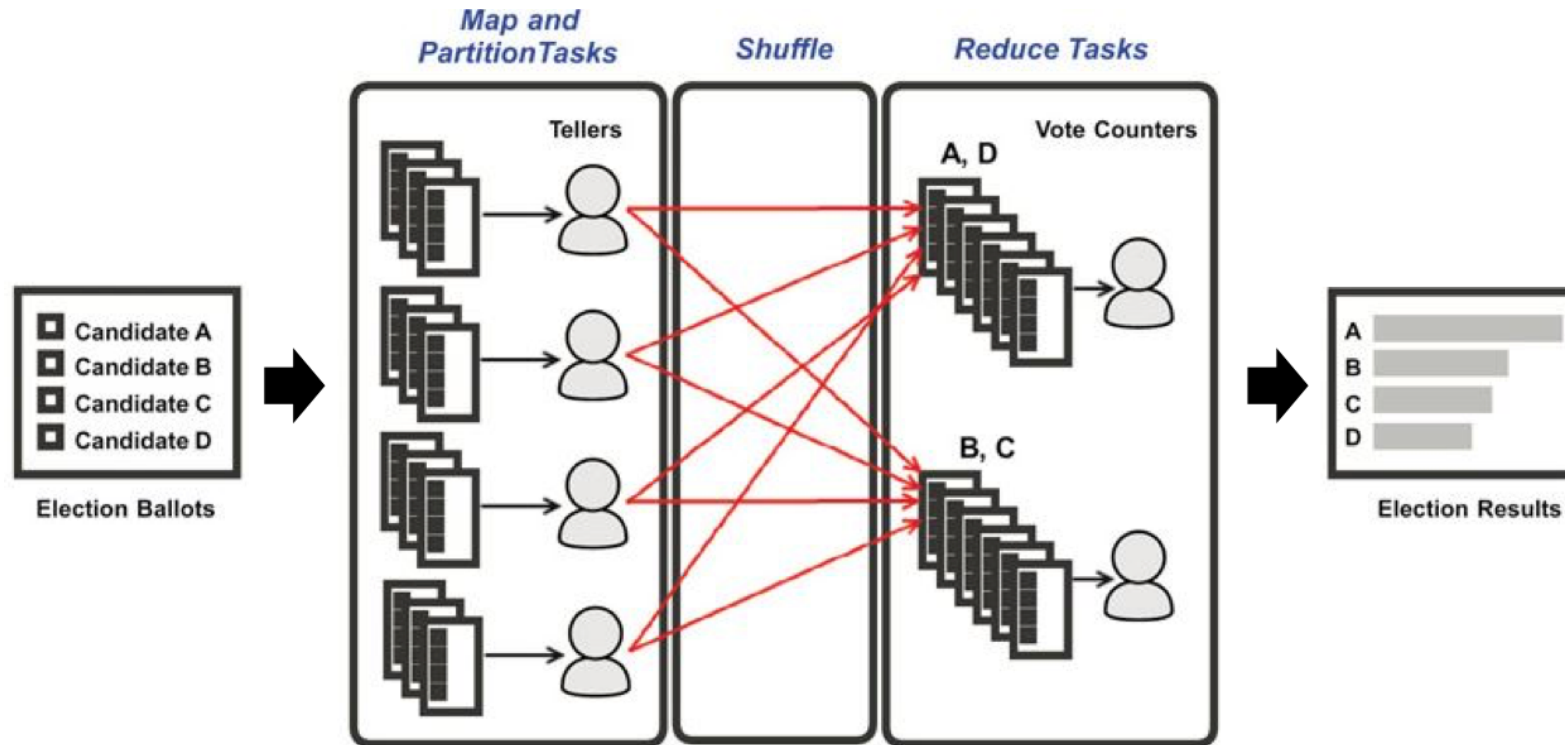 Map and
PartitionTasks
Shuffle
Reduce Tasks
Tellers
Vote Counters
A, D
B, C
Candidate A
Candidate B
Candidate C
Candidate D
Election Ballots
A
B
C
D
Election Results